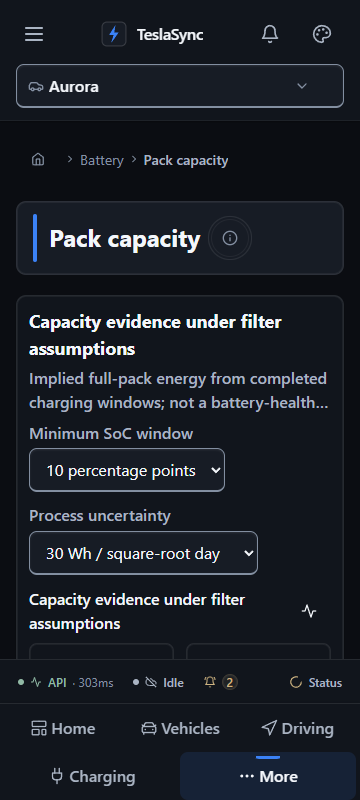 TeslaSync
Aurora
Battery
Pack capacity
Pack capacity
Capacity evidence under filter
assumptions
Implied full-pack energy from completed
charging windows; not a battery-health...
Minimum SoC window
10 percentage points
Process uncertainty
30 Wh / square-root day
Capacity evidence under filter
assumptions
API · 303ms
Idle
2
Status
Home
Vehicles
Driving
Charging
More